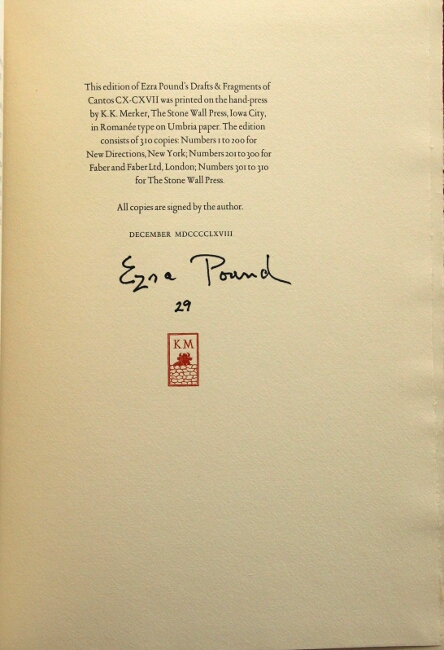 This edition of Ezra Pound's Drafts & Fragments of
Cantos CX-CXVII was printed on the hand-press
by K. K. Merker, The Stone Wall Press, Iowa City,
in Romanée type on Umbria paper. The edition
consists of 310 copies: Numbers 1 to 200 for
New Directions, New York; Numbers 201 to 300 for
Faber and Faber Ltd, London; Numbers 301 to 310
for The Stone Wall Press.
All copies are signed by the author.
DECEMBER MDCCCCLXVIII
Ezra Pound
29
KM